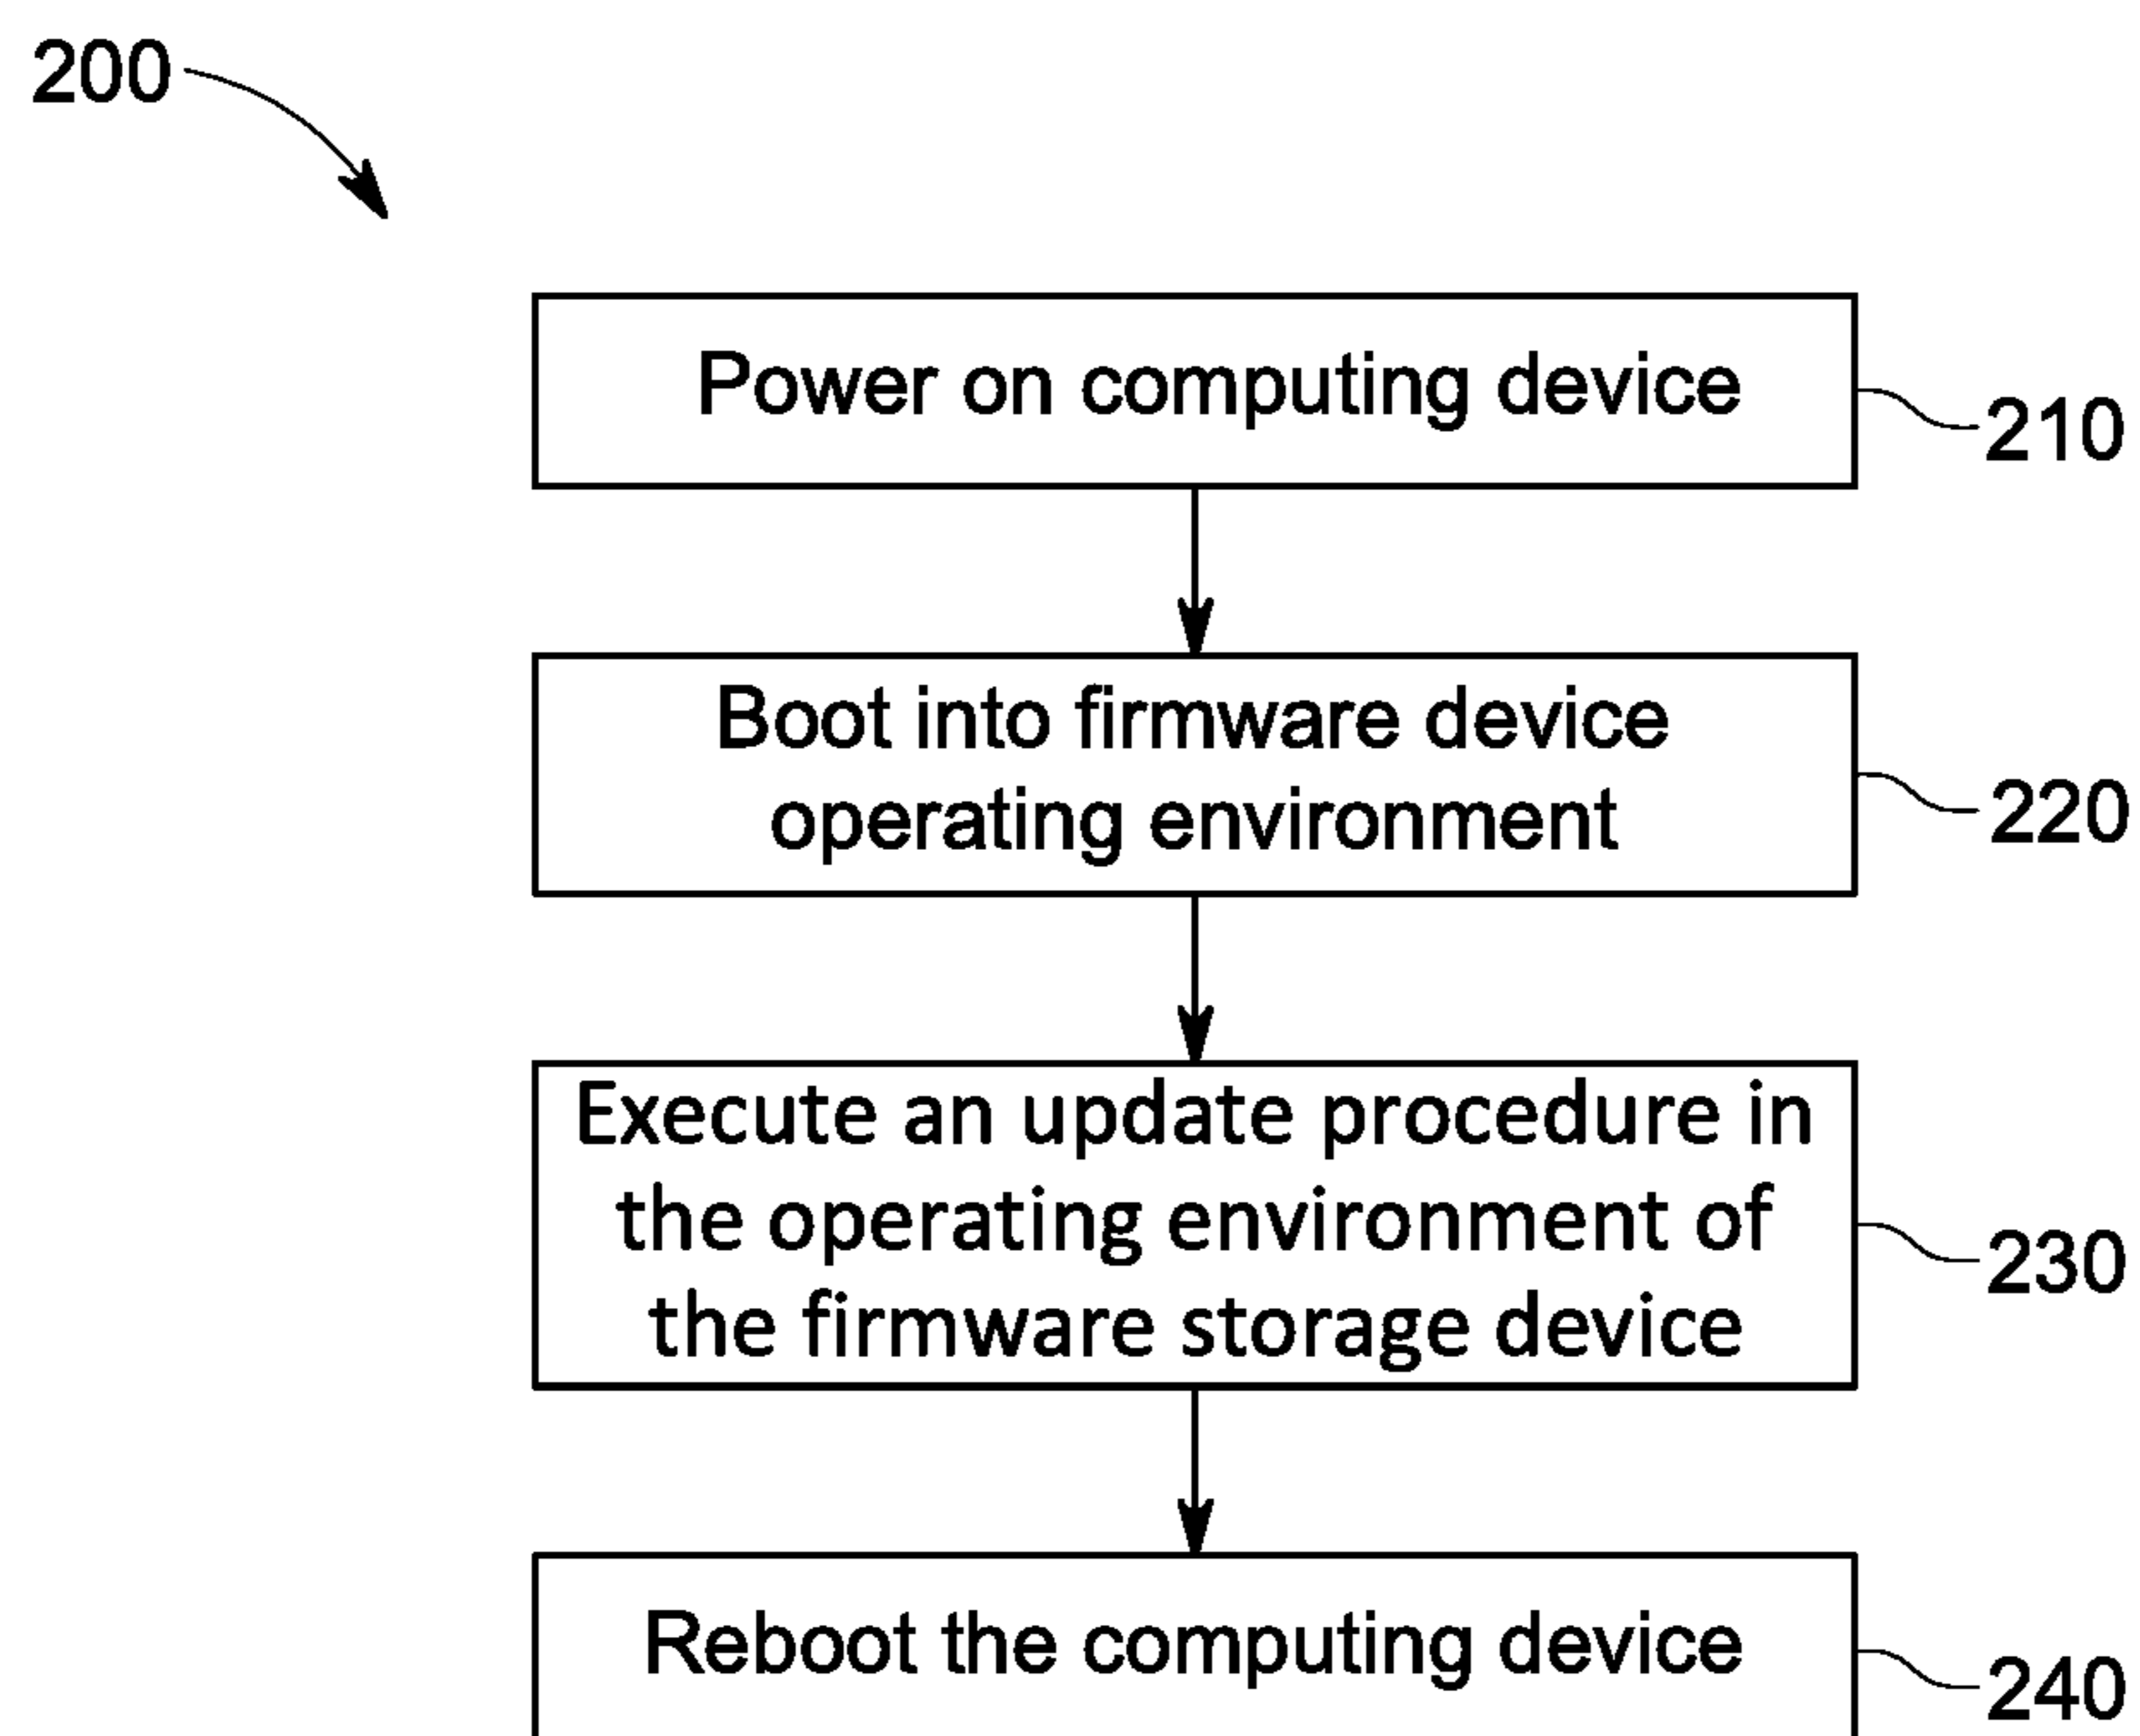 200
Power on computing device
210
Boot into firmware device
operating environment
220
Execute an update procedure in
the operating environment of
the firmware storage device
230
Reboot the computing device
240